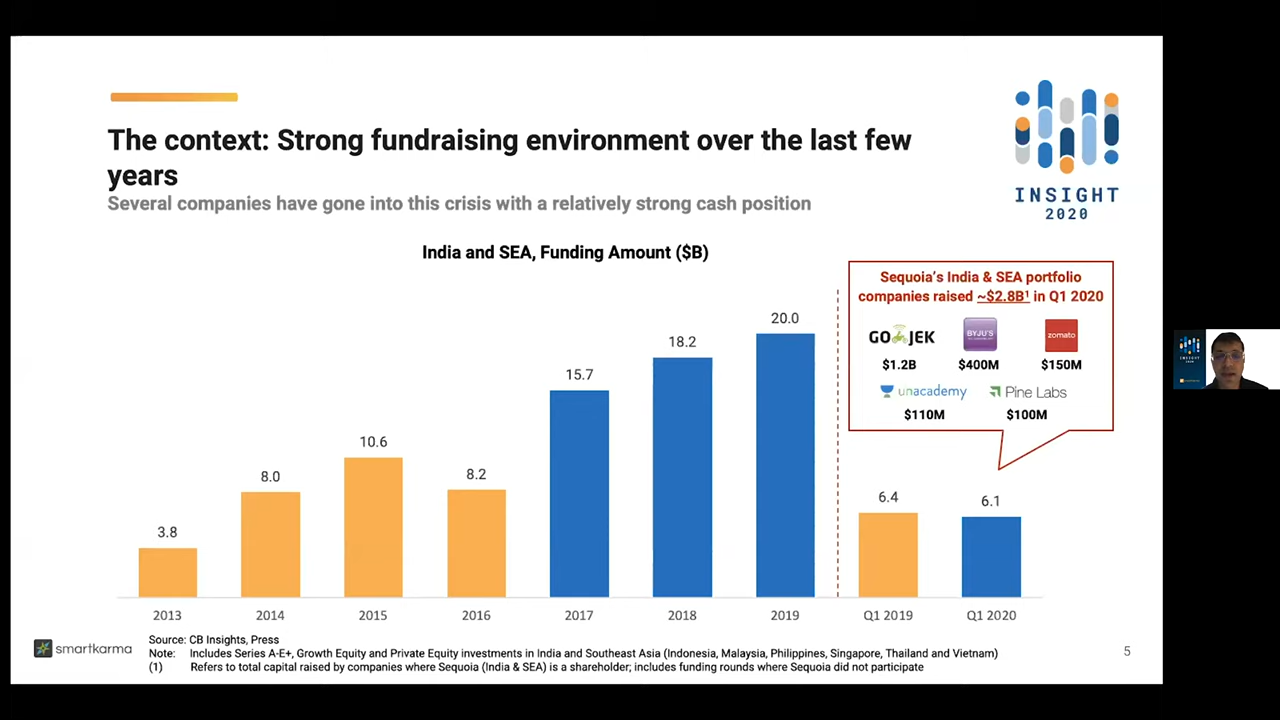 The context: Strong fundraising environment over the last few
years
Several companies have gone into this crisis with a relatively strong cash position
INSIGHT
2020
India and SEA, Funding Amount ($B)
Sequoia's India & SEA portfolio
companies raised ~$2.8B¹ in Q1 2020
GOJEK
BYJU'S
zomato
$1.2B
$400M
$150M
unacademy
Pine Labs
$110M
$100M
3.8
8.0
10.6
8.2
15.7
18.2
20.0
6.4
6.1
2013
2014
2015
2016
2017
2018
2019
Q1 2019
Q1 2020
smartkarma
Source: CB Insights, Press
Note: Includes Series A-E+, Growth Equity and Private Equity investments in India and Southeast Asia (Indonesia, Malaysia, Philippines, Singapore, Thailand and Vietnam)
(1) Refers to total capital raised by companies where Sequoia (India & SEA) is a shareholder; includes funding rounds where Sequoia did not participate
5
INSIGHT